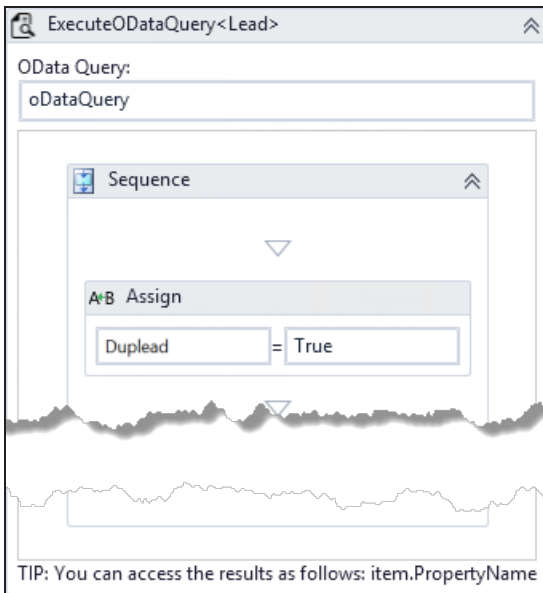 ExecuteODataQuery<Lead>
OData Query:
oDataQuery
Sequence
A+B Assign
Duplead = True
TIP: You can access the results as follows: item.PropertyName